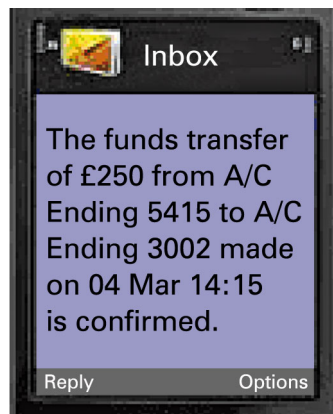 Inbox
The funds transfer
of £250 from A/C
Ending 5415 to A/C
Ending 3002 made
on 04 Mar 14:15
is confirmed.
Reply Options